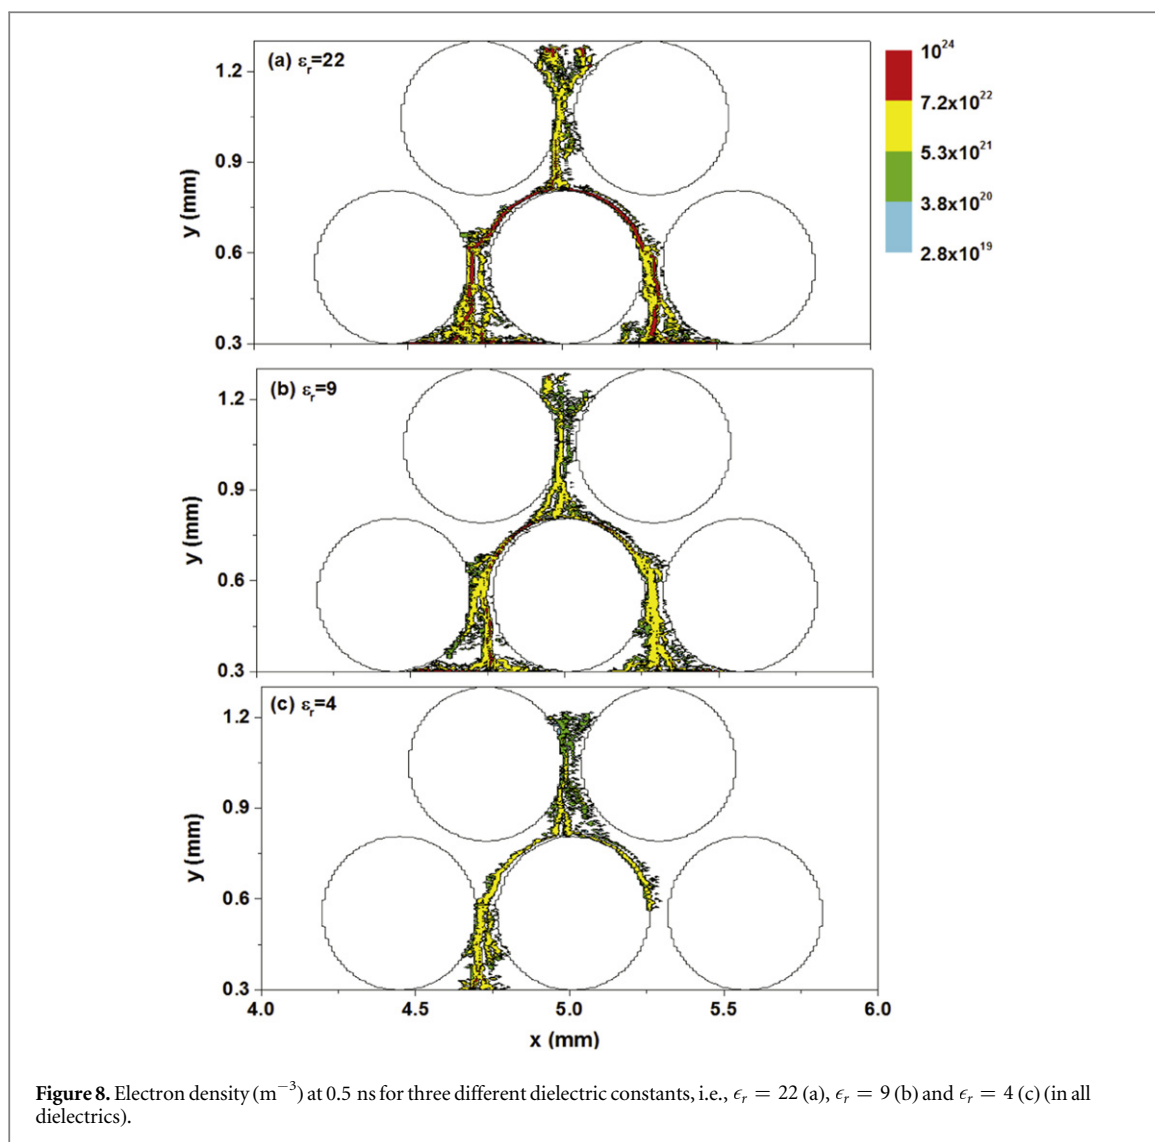 (a) εr=22
1.2
0.9
0.6
0.3
y (mm)
10^24
7.2x10^22
5.3x10^21
3.8x10^20
2.8x10^19
(b) εr=9
1.2
0.9
0.6
0.3
y (mm)
(c) εr=4
1.2
0.9
0.6
0.3
y (mm)
4.0 4.5 5.0 5.5 6.0
x (mm)
Figure 8. Electron density (m−3) at 0.5 ns for three different dielectric constants, i.e., ϵr = 22 (a), ϵr = 9 (b) and ϵr = 4 (c) (in all
dielectrics).